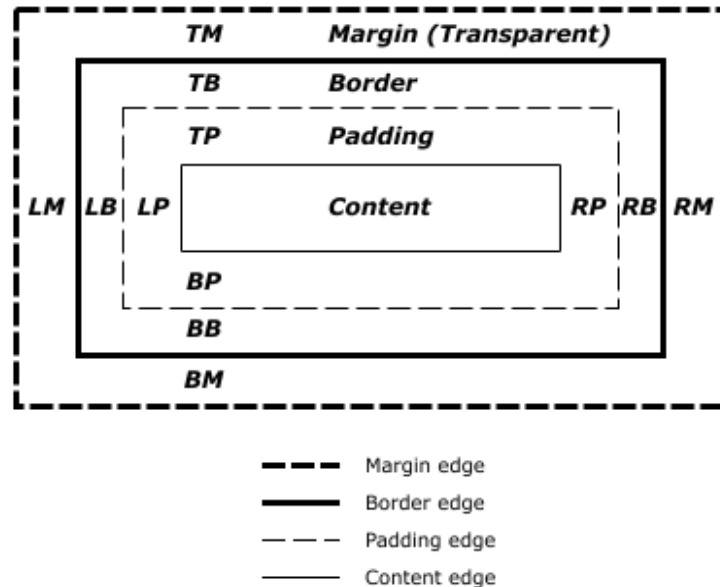 TM Margin (Transparent)
TB Border
TP Padding
LM LB LP Content RP RB RM
BP
BB
BM
Margin edge
Border edge
Padding edge
Content edge